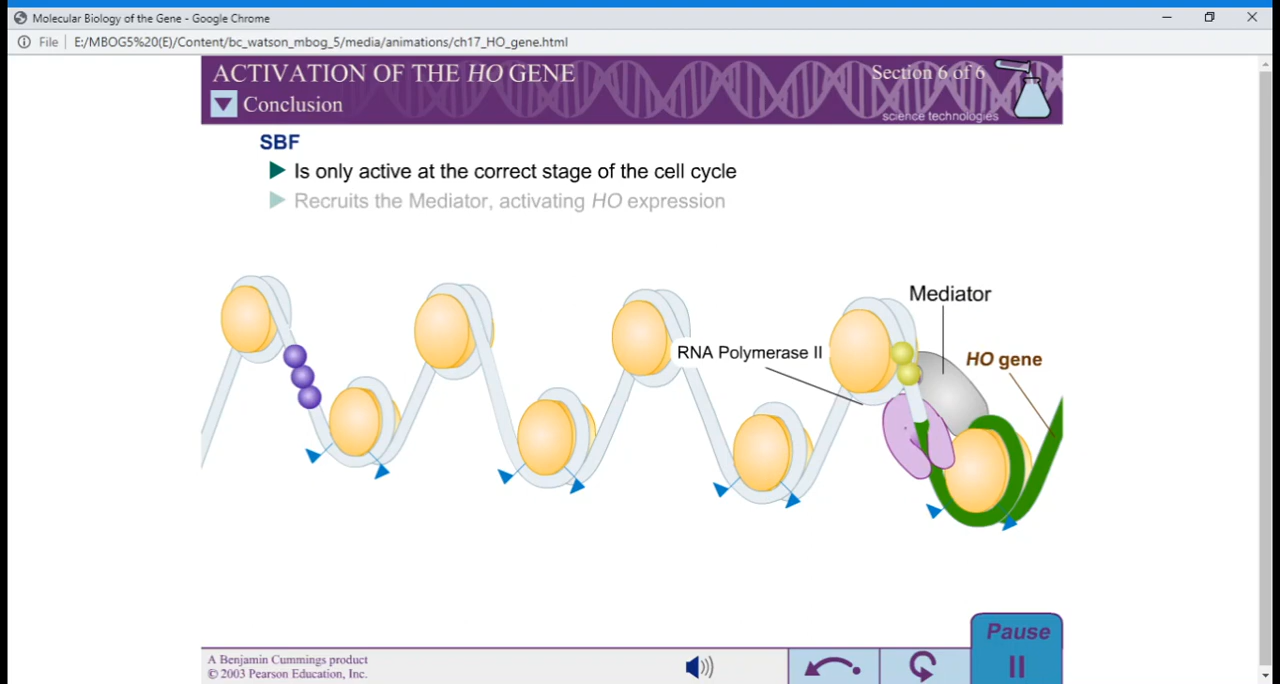 Molecular Biology of the Gene - Google Chrome
File | E:/MBOG5%20(E)/Content/bc_watson_mbog_5/media/animations/ch17_HO_gene.html
ACTIVATION OF THE HO GENE
Section 6 of 6
Conclusion
science technologies
SBF
Is only active at the correct stage of the cell cycle
Recruits the Mediator, activating HO expression
Mediator
RNA Polymerase II
HO gene
Pause
A Benjamin Cummings product
© 2003 Pearson Education, Inc.